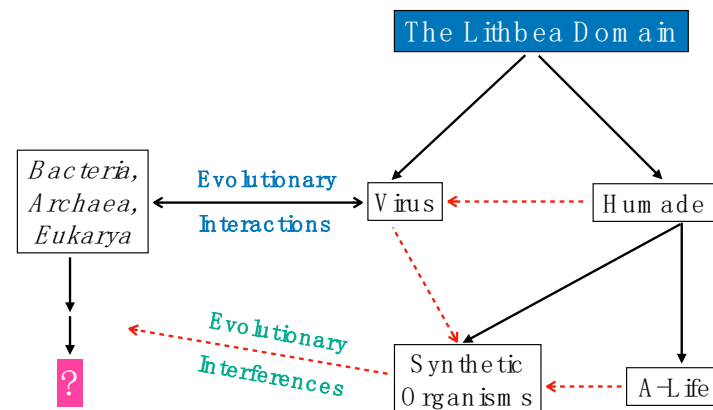 The Lithbea Domain
Bacteria,
Archaea,
Eukarya
Evolutionary
Interactions
Virus
Humade
Evolutionary
Interferences
?
Synthetic
Organisms
A-Life